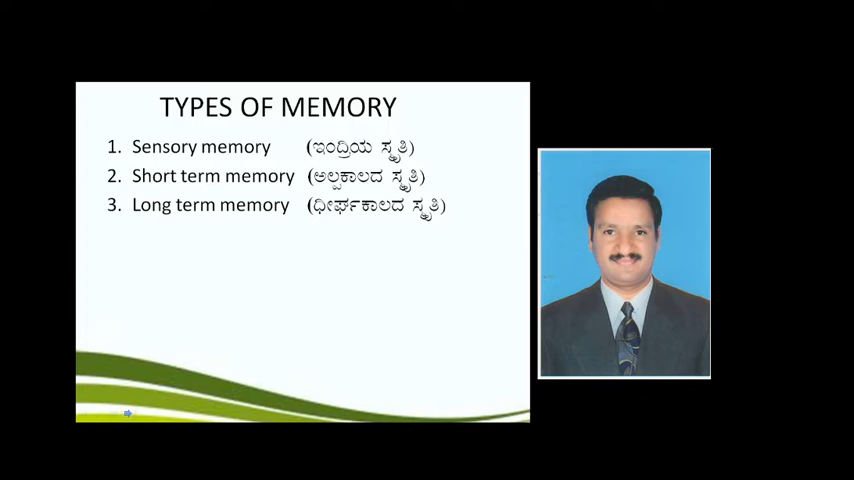 TYPES OF MEMORY
1. Sensory memory (ಇಂದ್ರಿಯ ಸ್ಮೃತಿ)
2. Short term memory (ಅಲ್ಪಕಾಲದ ಸ್ಮೃತಿ)
3. Long term memory (ಧೀರ್ಘಕಾಲದ ಸ್ಮೃತಿ)